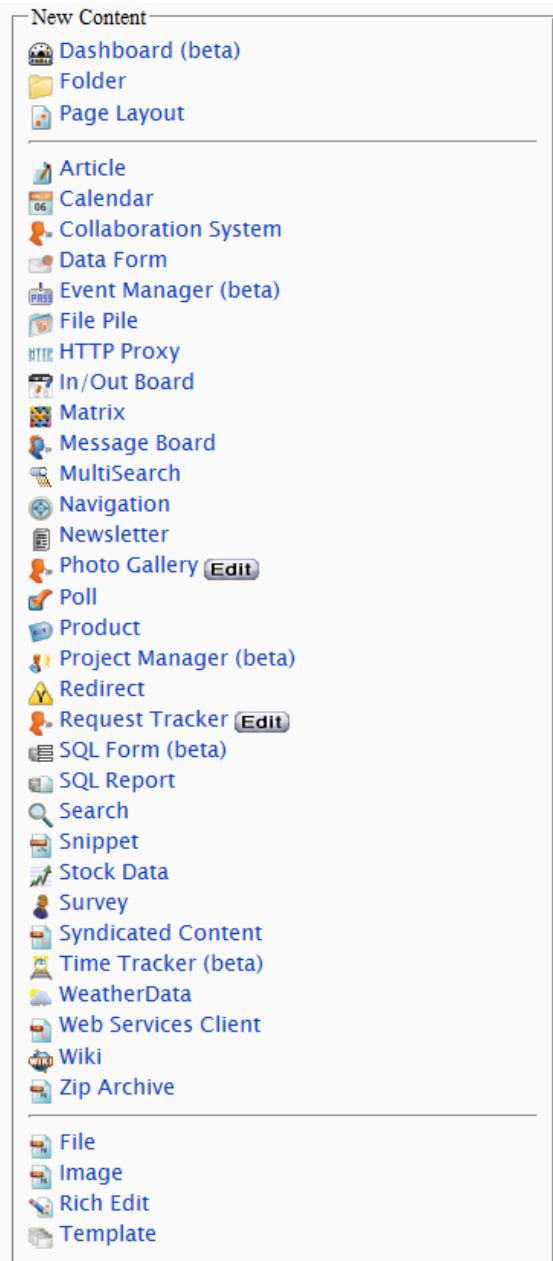 New Content
Dashboard (beta)
Folder
Page Layout
Article
Calendar
Collaboration System
Data Form
Event Manager (beta)
File Pile
HTTP Proxy
In/Out Board
Matrix
Message Board
MultiSearch
Navigation
Newsletter
Photo Gallery Edit
Poll
Product
Project Manager (beta)
Redirect
Request Tracker Edit
SQL Form (beta)
SQL Report
Search
Snippet
Stock Data
Survey
Syndicated Content
Time Tracker (beta)
WeatherData
Web Services Client
Wiki
Zip Archive
File
Image
Rich Edit
Template